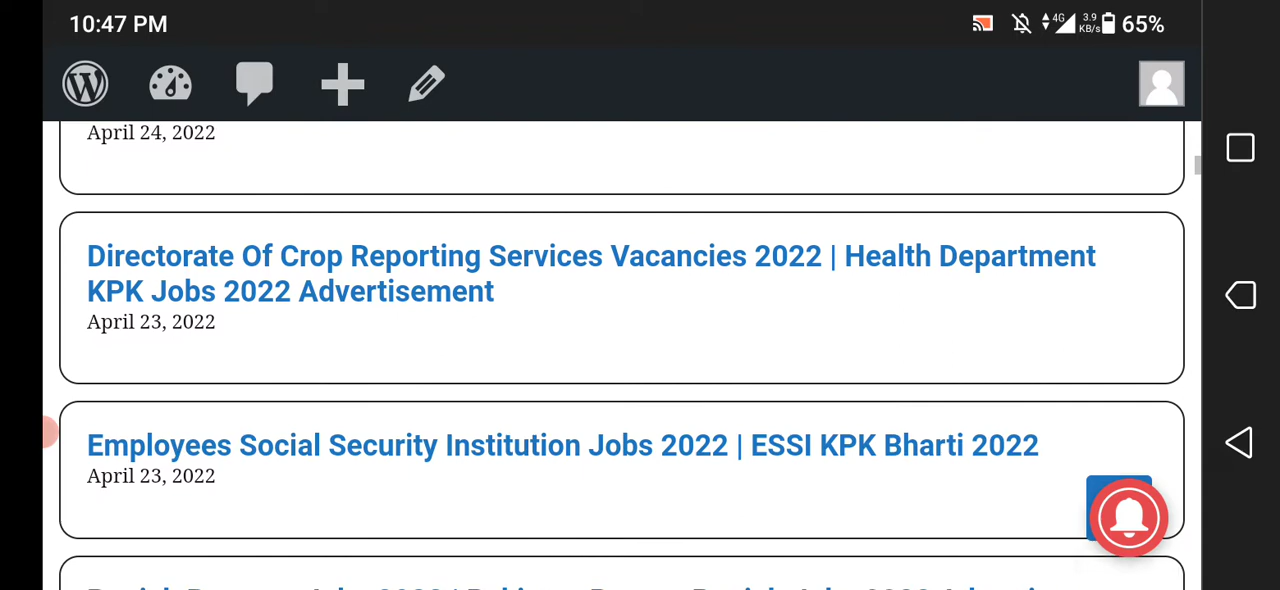 10:47 PM
4G
3.9
KB/s
65%
April 24, 2022
Directorate Of Crop Reporting Services Vacancies 2022 | Health Department
KPK Jobs 2022 Advertisement
April 23, 2022
Employees Social Security Institution Jobs 2022 | ESSI KPK Bharti 2022
April 23, 2022